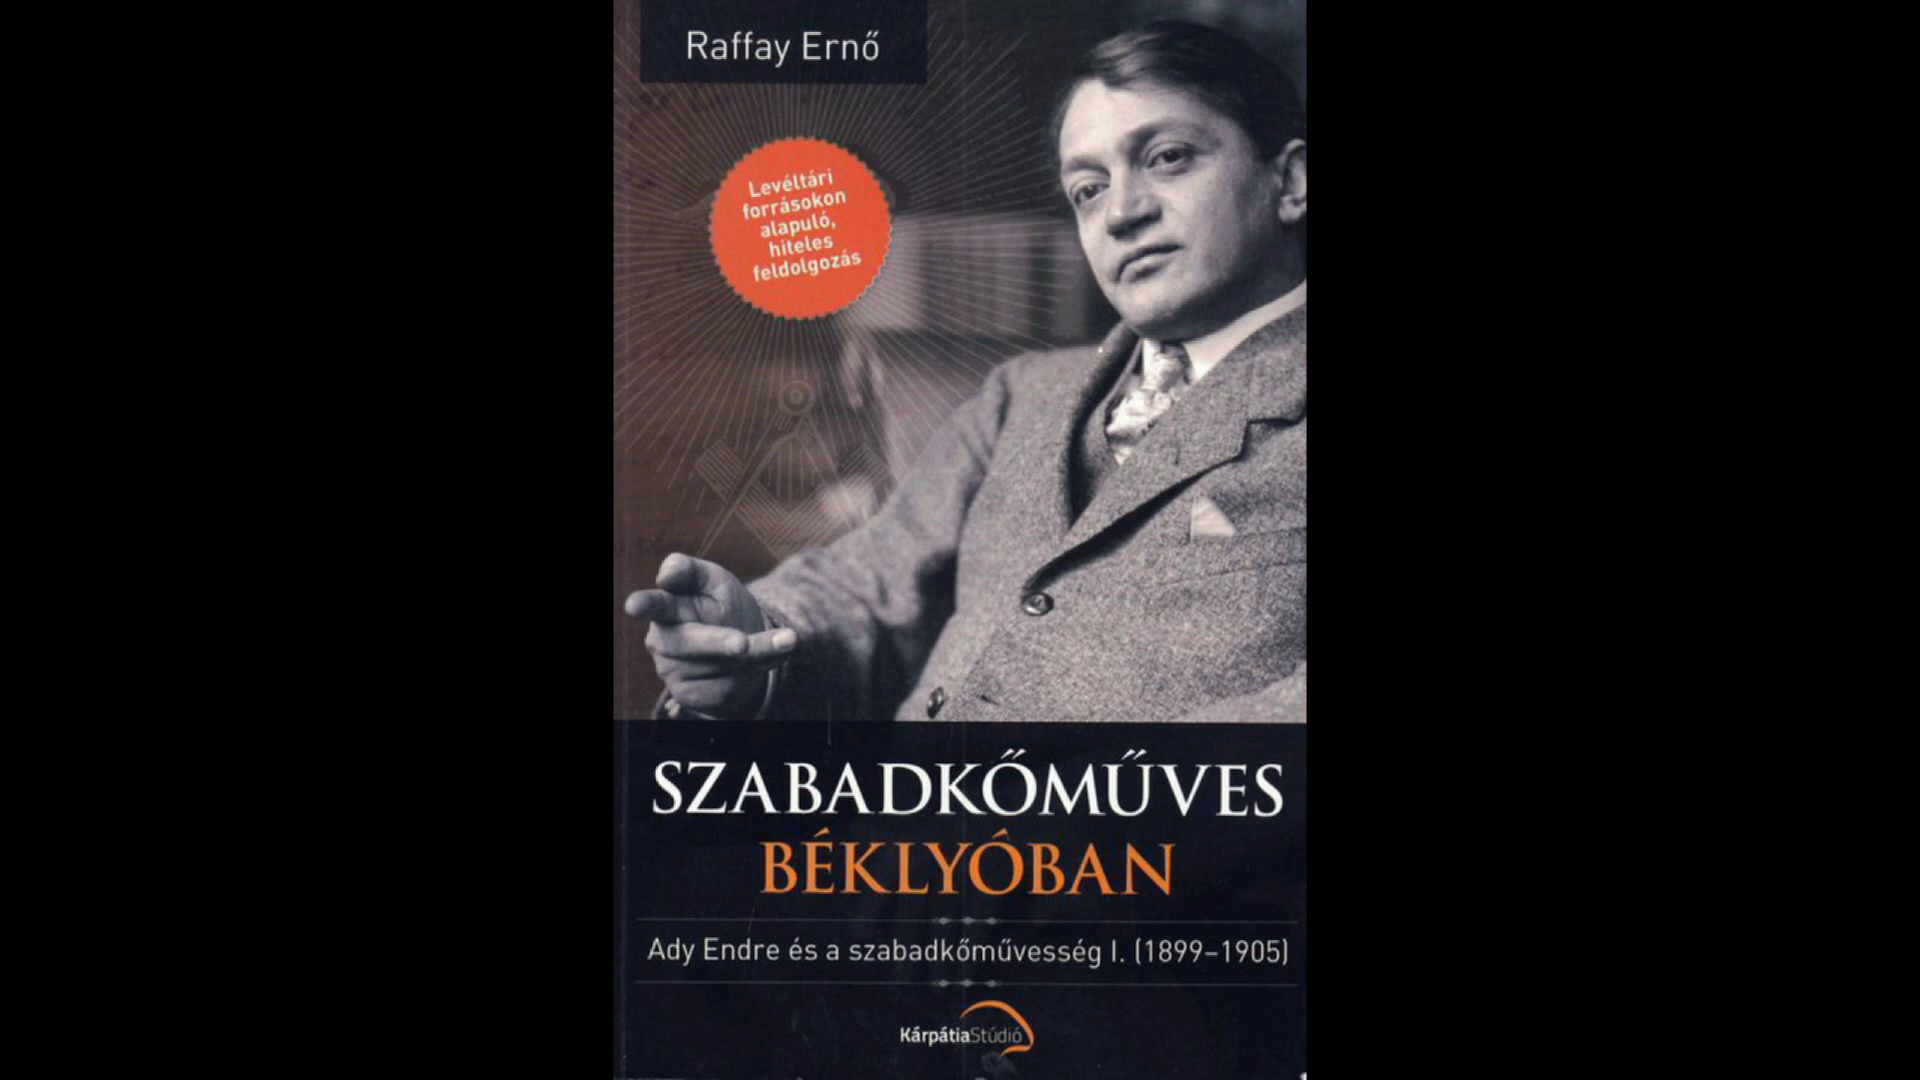 Raffay Ernő
Levéltári
forrásokon
alapuló,
hiteles
feldolgozás
SZABADKŐMŰVES
BÉKLYÓBAN
Ady Endre és a szabadkőművesség I. (1899–1905)
KárpátiaStúdió